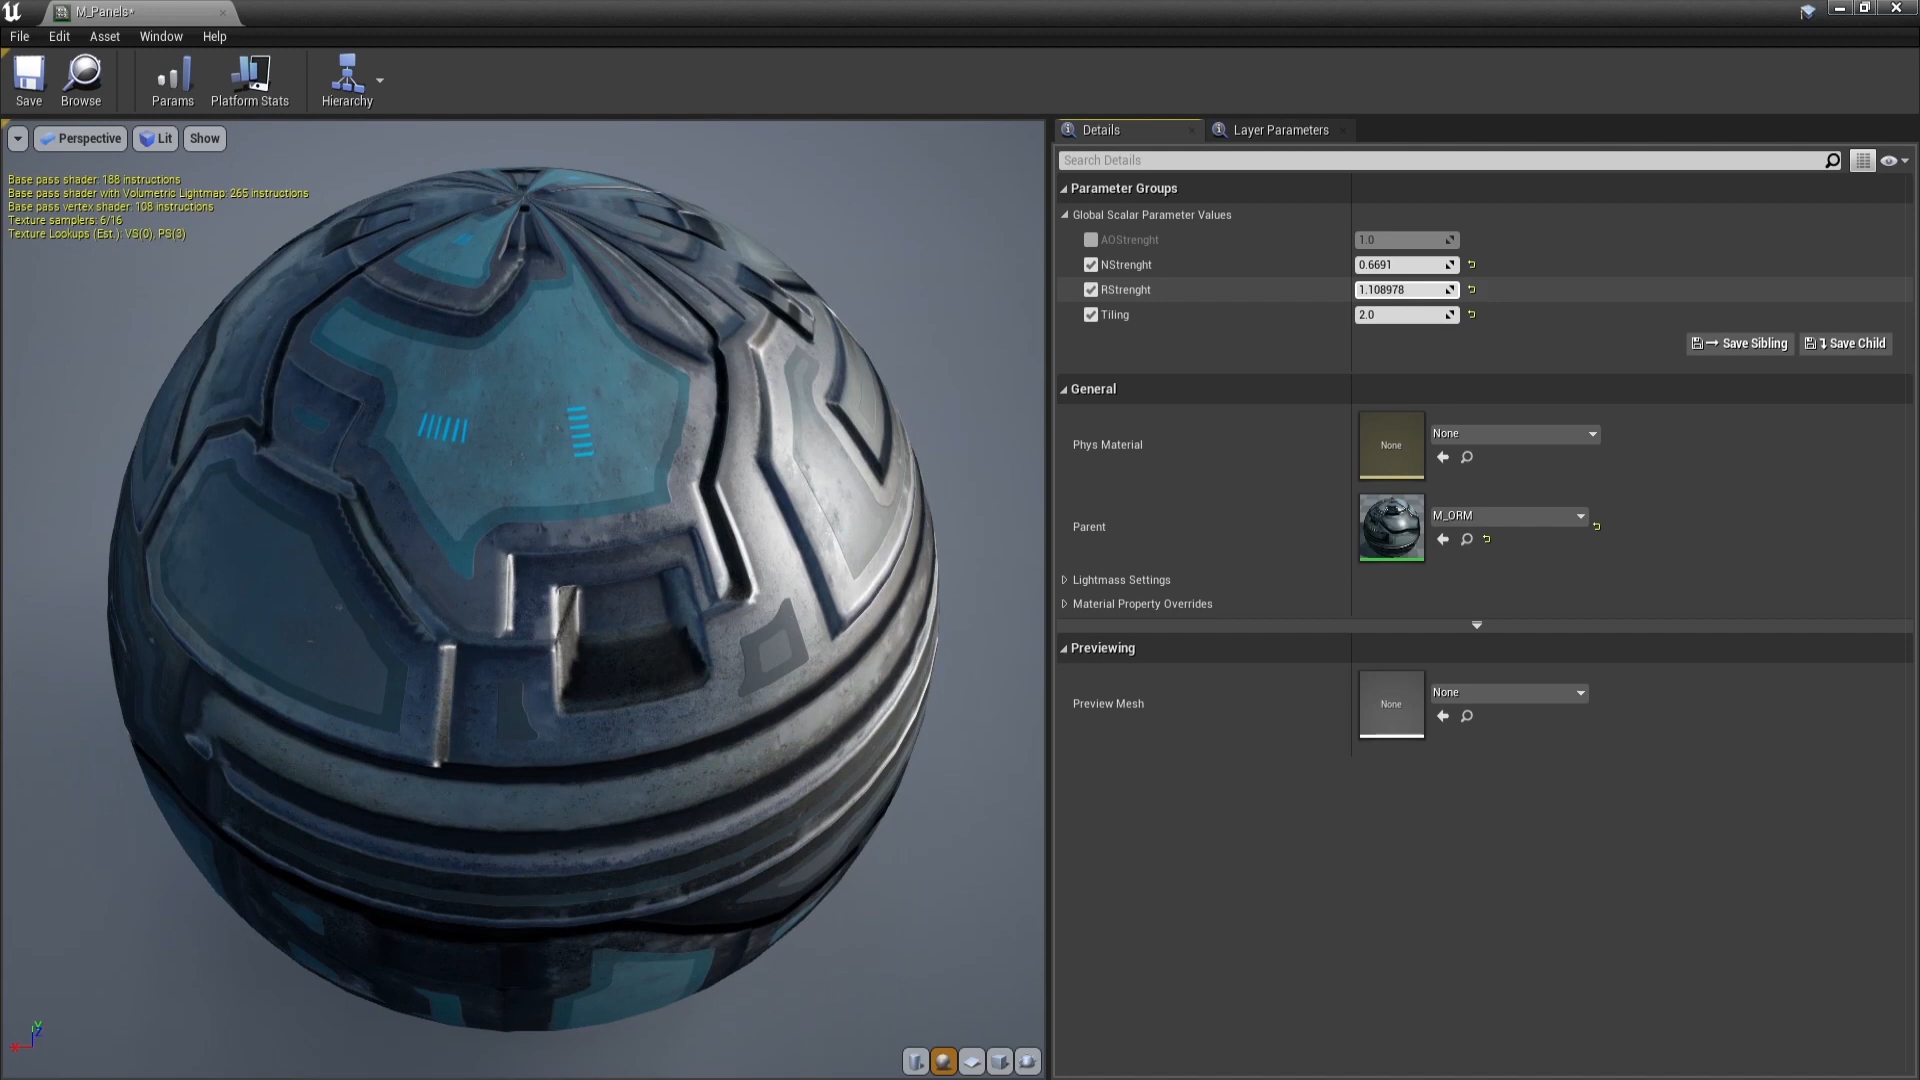 M_Panels*
File Edit Asset Window Help
Save Browse Params Platform Stats Hierarchy
Perspective Lit Show
Base pass shader: 188 instructions
Base pass shader with Volumetric Lightmap: 265 instructions
Base pass vertex shader: 108 instructions
Texture samplers: 6/16
Texture Lookups (Est.): VS(0), PS(3)
Details Layer Parameters
Search Details
Parameter Groups
Global Scalar Parameter Values
AOStrenght 1.0
NStrenght 0.6691
RStrenght 1.108978
Tiling 2.0
Save Sibling Save Child
General
Phys Material None None
Parent M_ORM
Lightmass Settings
Material Property Overrides
Previewing
Preview Mesh None None